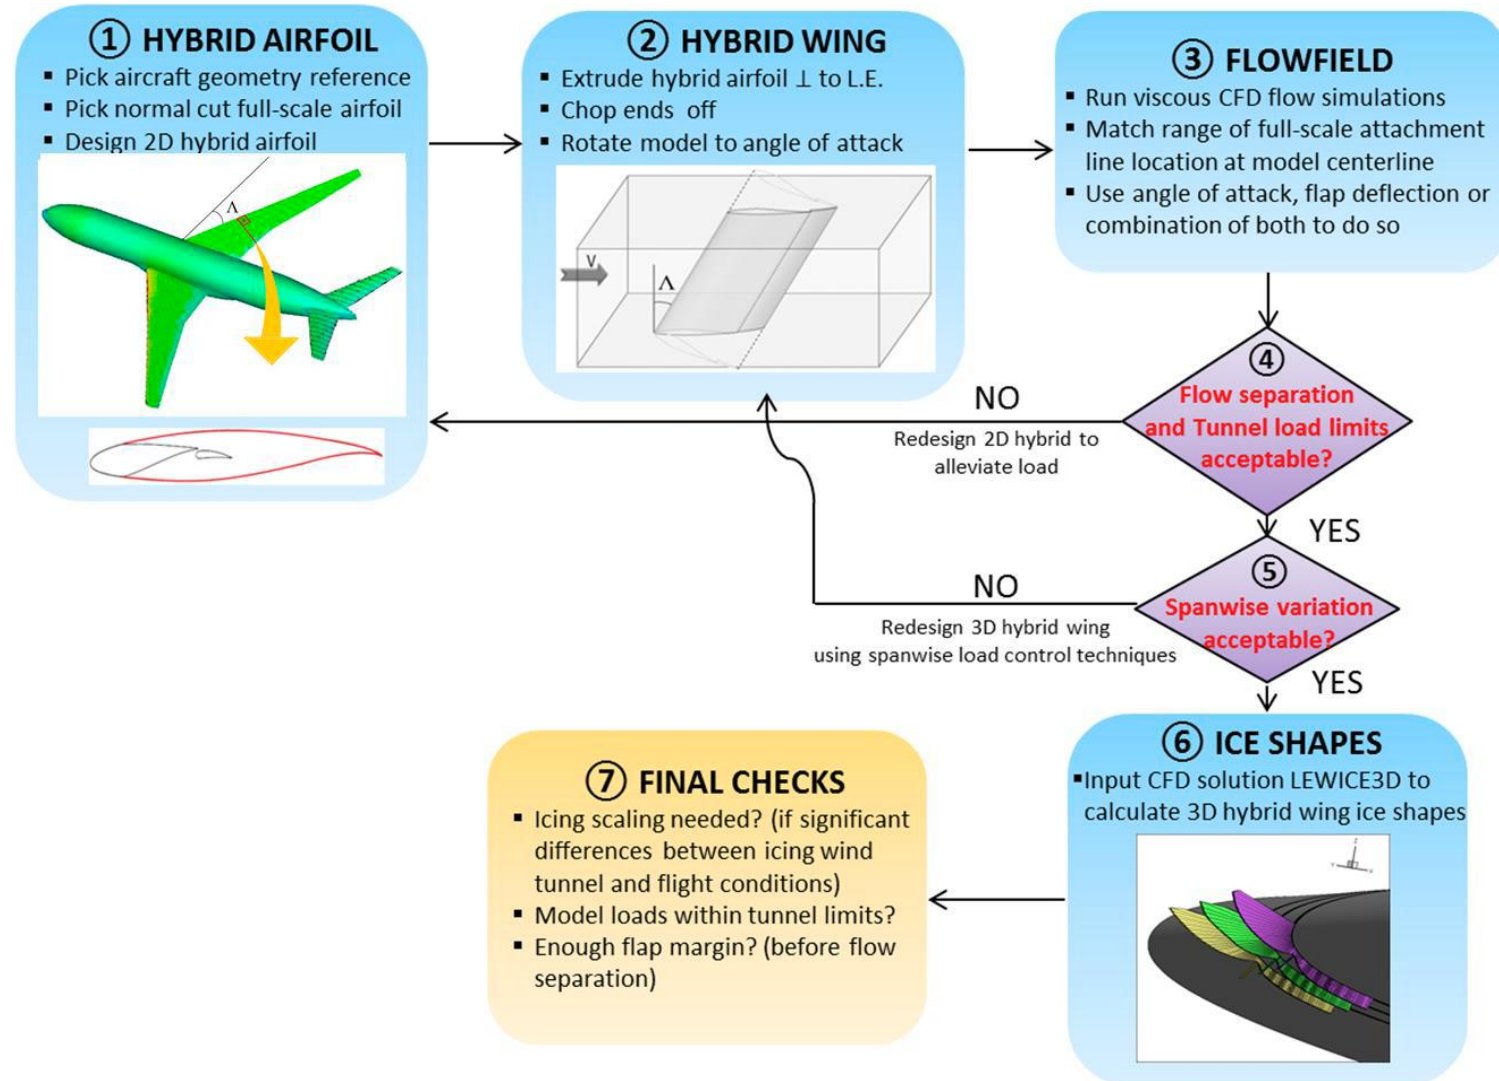 ① HYBRID AIRFOIL
▪ Pick aircraft geometry reference
▪ Pick normal cut full-scale airfoil
▪ Design 2D hybrid airfoil
Λ
② HYBRID WING
▪ Extrude hybrid airfoil ⊥ to L.E.
▪ Chop ends off
▪ Rotate model to angle of attack
V
Λ
③ FLOWFIELD
▪ Run viscous CFD flow simulations
▪ Match range of full-scale attachment
line location at model centerline
▪ Use angle of attack, flap deflection or
combination of both to do so
④
Flow separation
and Tunnel load limits
acceptable?
NO
Redesign 2D hybrid to
alleviate load
YES
⑤
Spanwise variation
acceptable?
NO
Redesign 3D hybrid wing
using spanwise load control techniques
YES
⑥ ICE SHAPES
▪Input CFD solution LEWICE3D to
calculate 3D hybrid wing ice shapes
⑦ FINAL CHECKS
▪ Icing scaling needed? (if significant
differences between icing wind
tunnel and flight conditions)
▪ Model loads within tunnel limits?
▪ Enough flap margin? (before flow
separation)